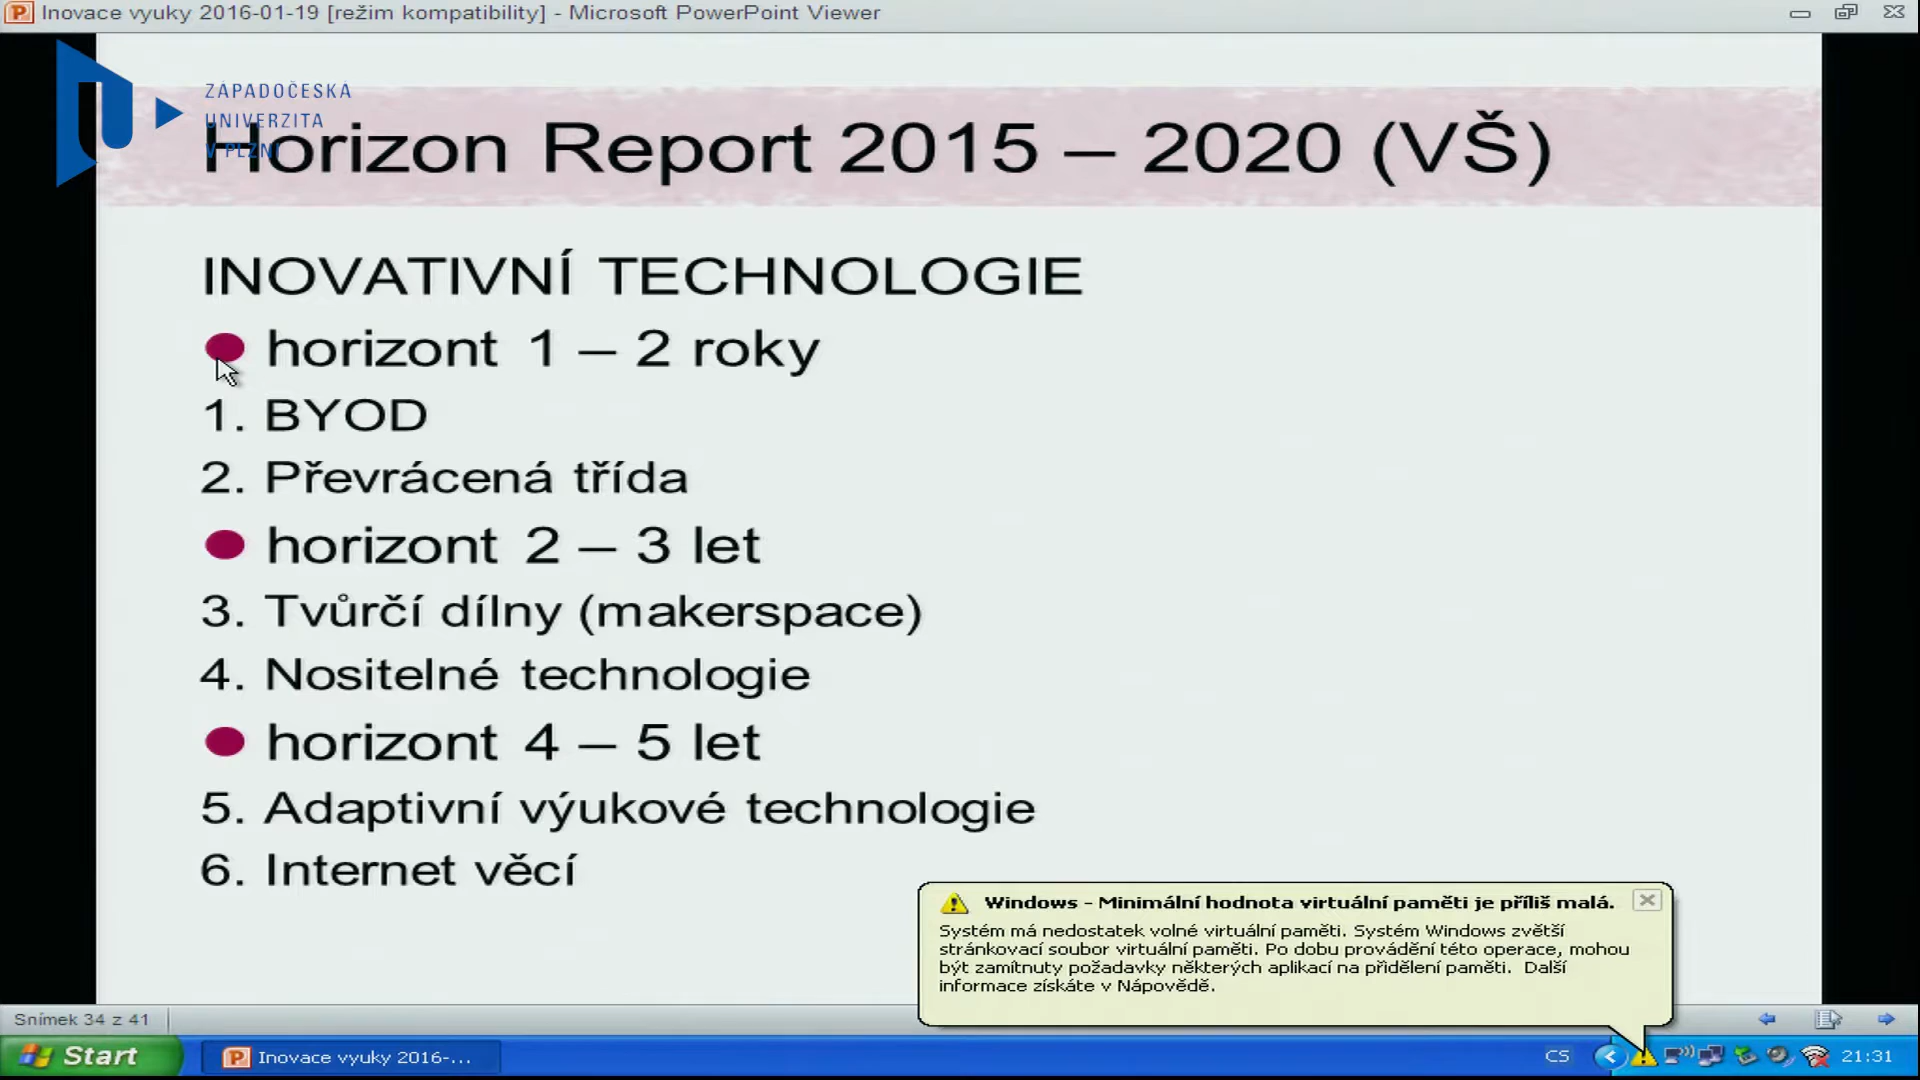 Inovace vyuky 2016-01-19 [režim kompatibility] - Microsoft PowerPoint Viewer
ZÁPADOČESKÁ
UNIVERZITA
V PLZNI
Horizon Report 2015 – 2020 (VŠ)
INOVATIVNÍ TECHNOLOGIE
horizont 1 – 2 roky
1. BYOD
2. Převrácená třída
horizont 2 – 3 let
3. Tvůrčí dílny (makerspace)
4. Nositelné technologie
horizont 4 – 5 let
5. Adaptivní výukové technologie
6. Internet věcí
Windows - Minimální hodnota virtuální paměti je příliš malá.
Systém má nedostatek volné virtuální paměti. Systém Windows zvětší
stránkovací soubor virtuální paměti. Po dobu provádění této operace, mohou
být zamítnuty požadavky některých aplikací na přidělení paměti. Další
informace získáte v Nápovědě.
Snímek 34 z 41
Start
Inovace vyuky 2016-...
CS
21:31